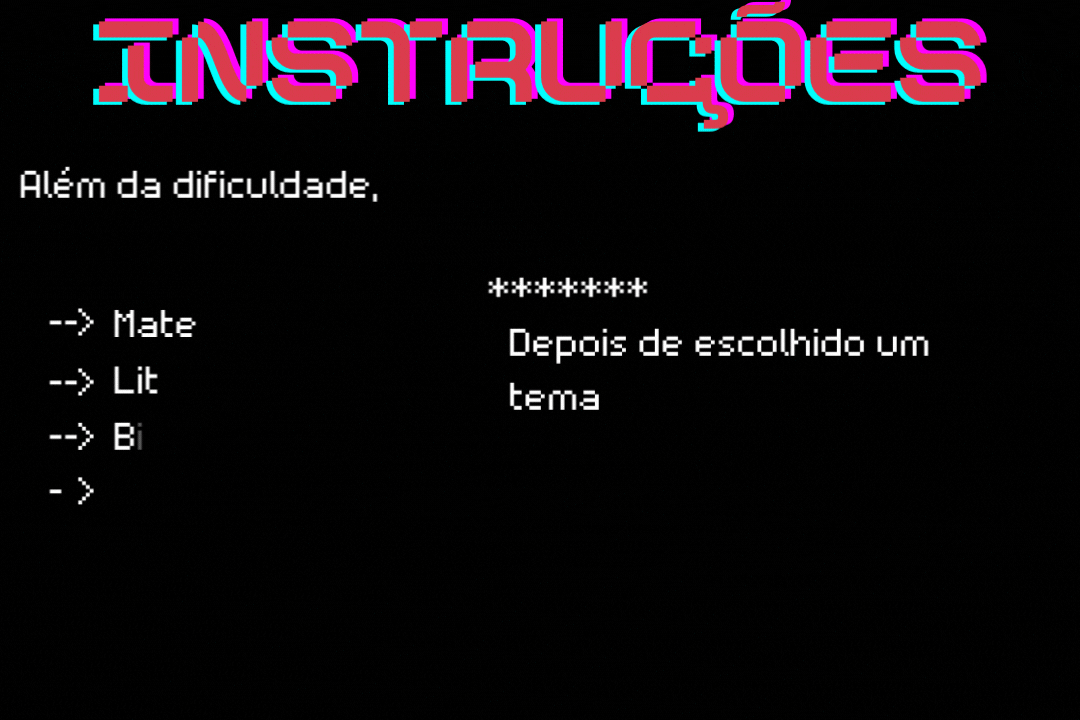 INSTRUÇÕES
Além da dificuldade,
--> Mate
--> Lit
--> Bi
- >
*******
Depois de escolhido um
tema